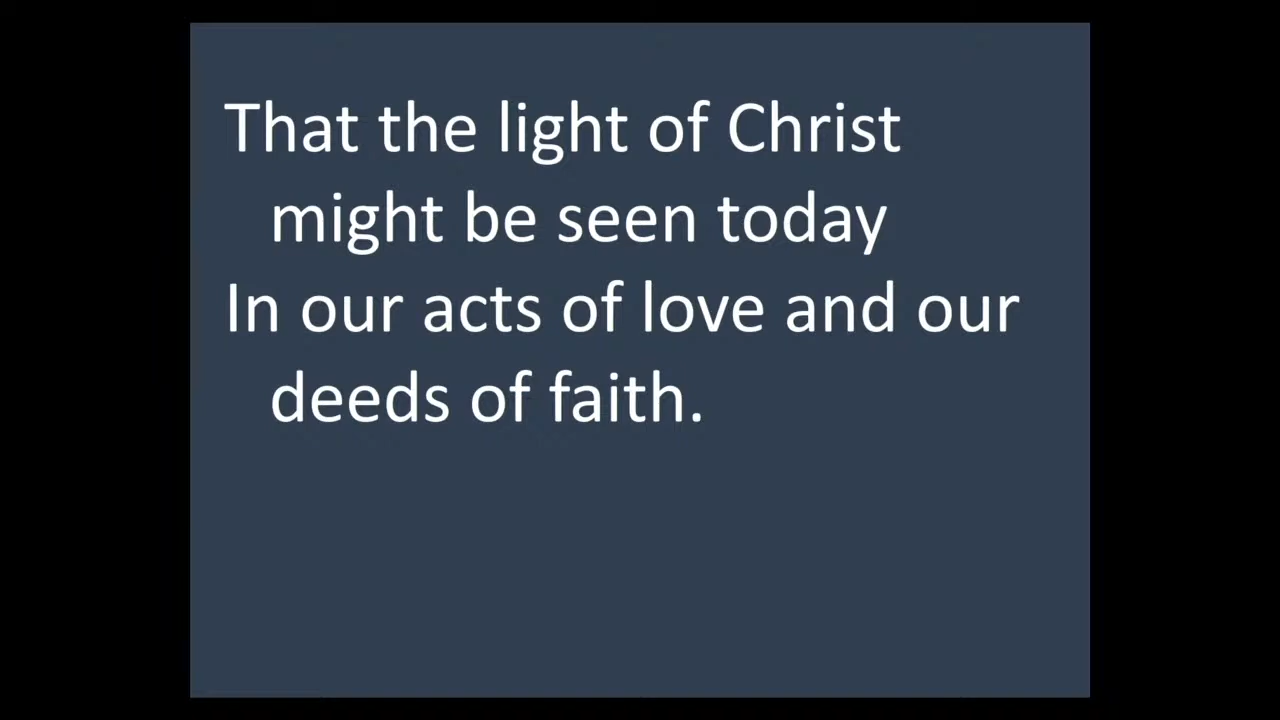 That the light of Christ
might be seen today
In our acts of love and our
deeds of faith.